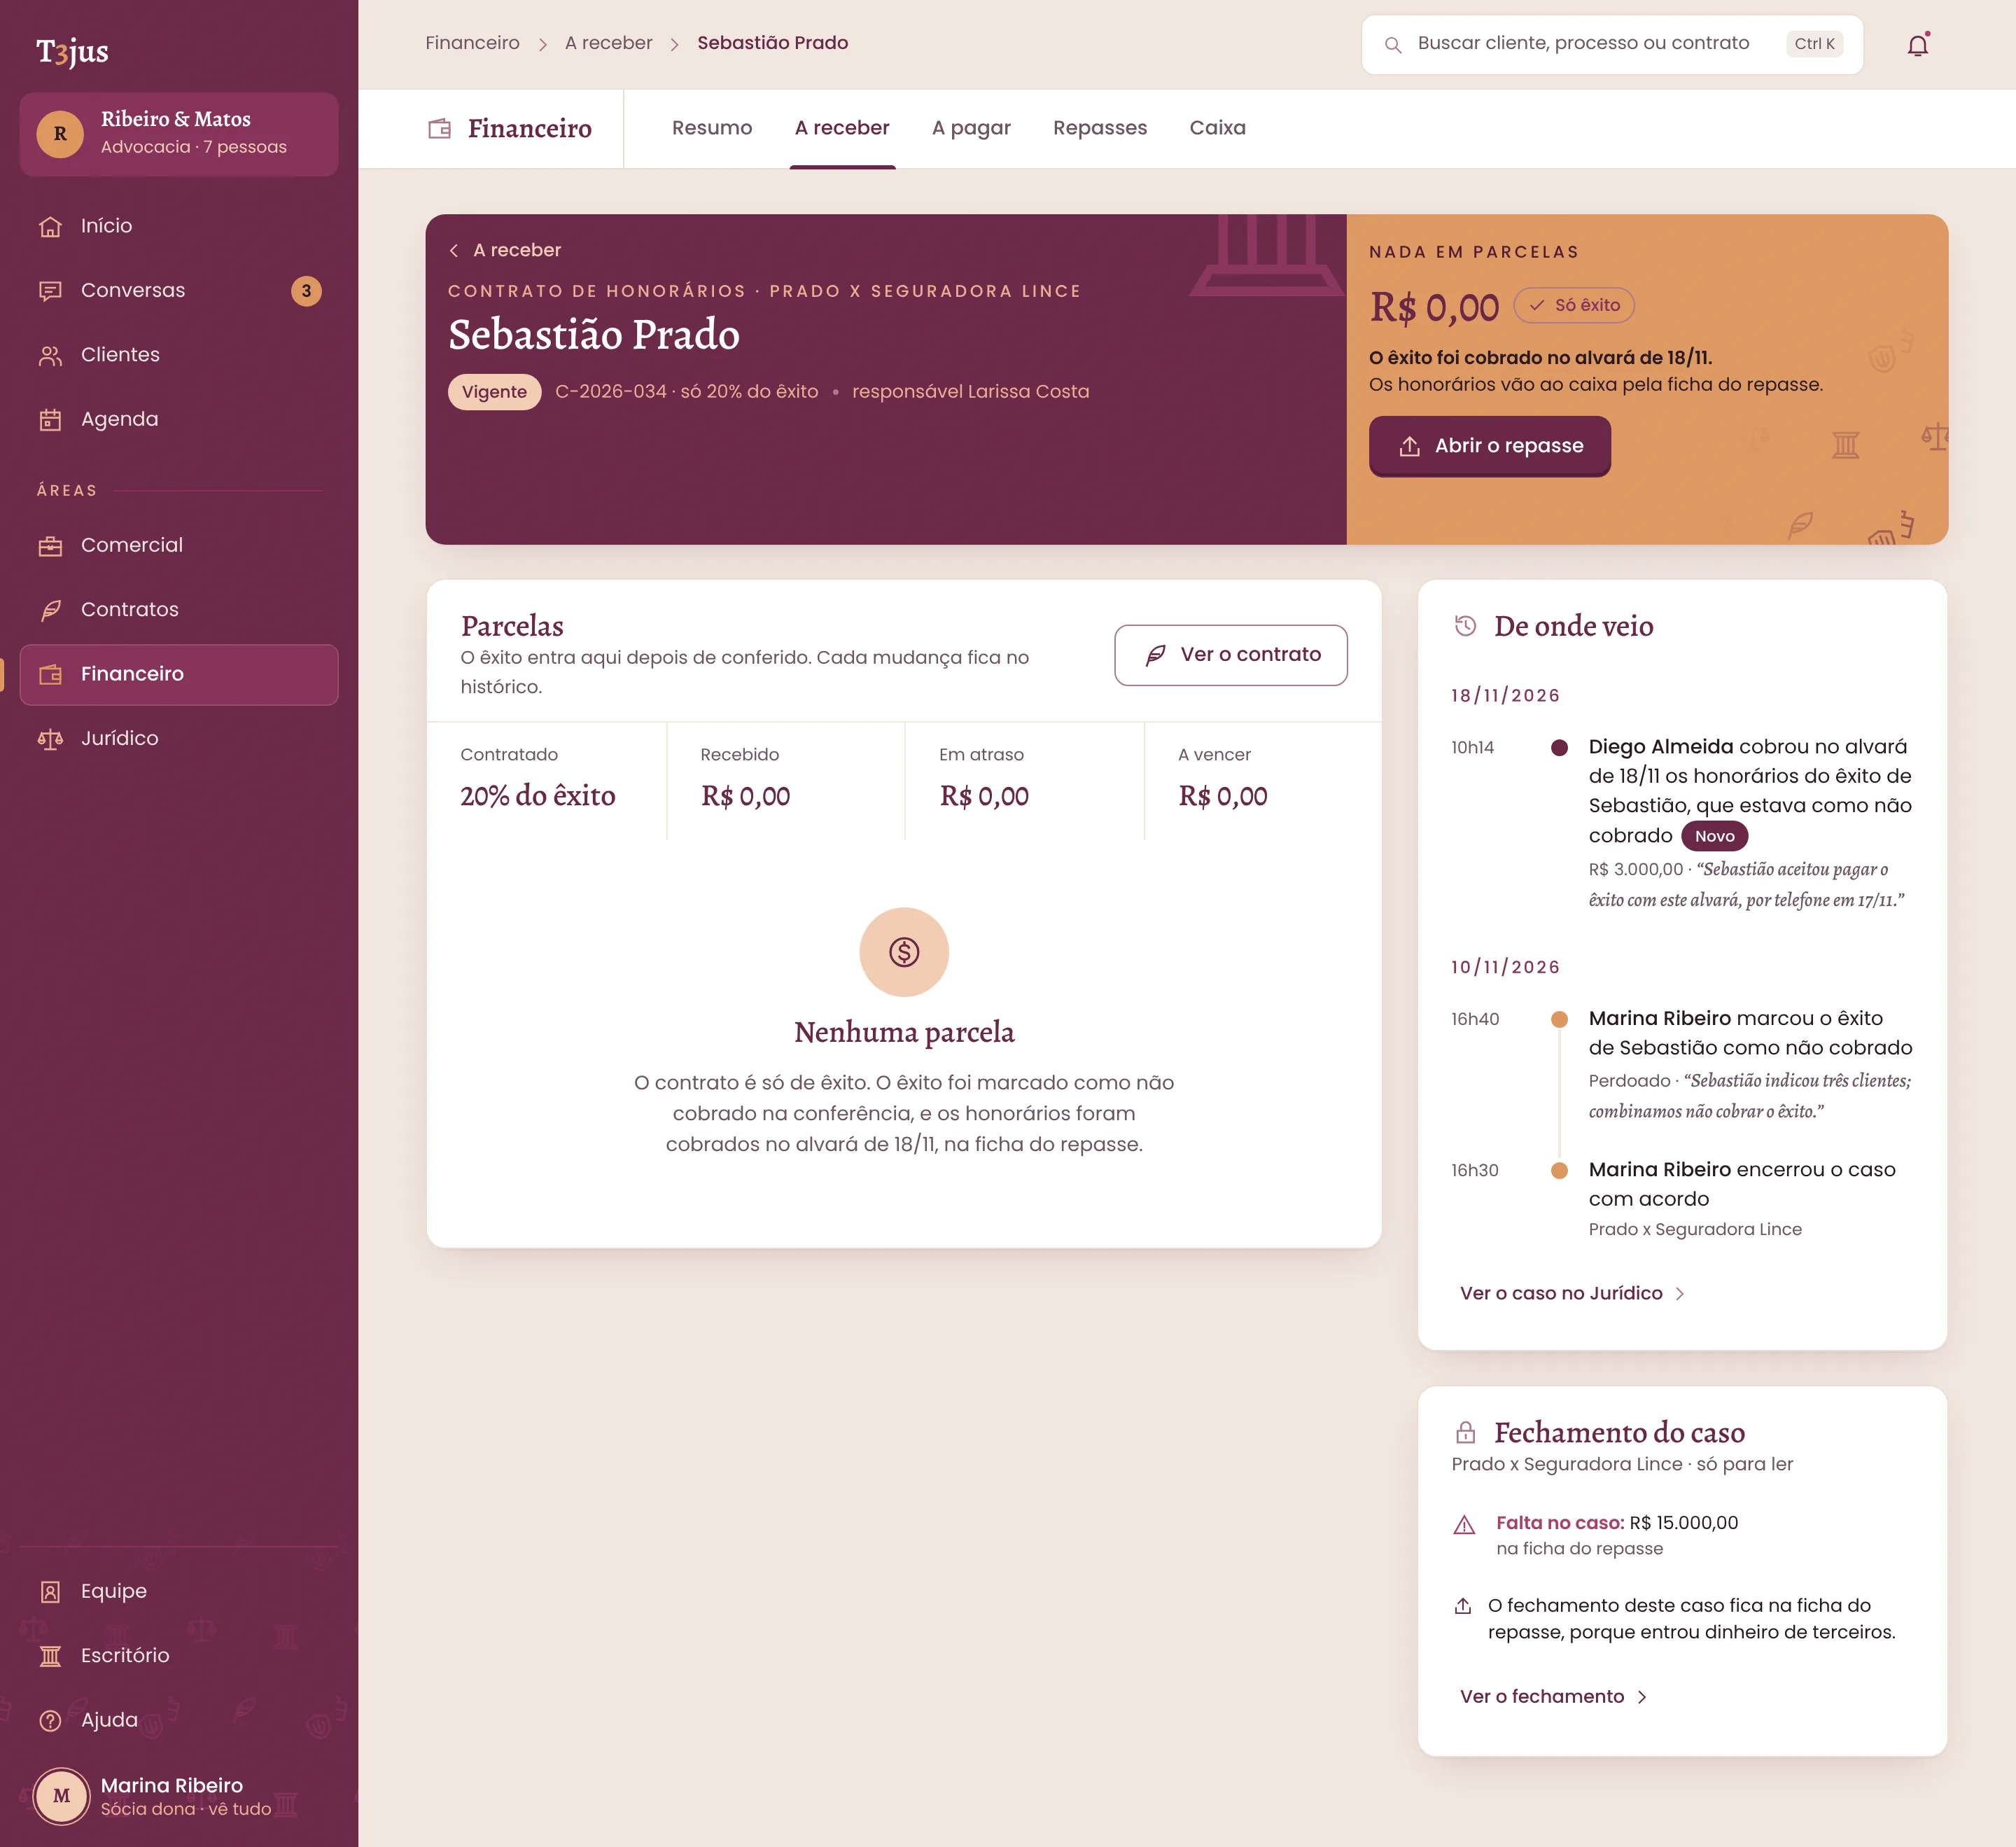 T3jus
R
Ribeiro & Matos
Advocacia · 7 pessoas
Início
Conversas
3
Clientes
Agenda
ÁREAS
Comercial
Contratos
Financeiro
Jurídico
Equipe
Escritório
Ajuda
M
Marina Ribeiro
Sócia dona · vê tudo
Financeiro
A receber
Sebastião Prado
Buscar cliente, processo ou contrato
Ctrl K
Financeiro
Resumo
A receber
A pagar
Repasses
Caixa
A receber
CONTRATO DE HONORÁRIOS · PRADO X SEGURADORA LINCE
Sebastião Prado
Vigente
C-2026-034 · só 20% do êxito • responsável Larissa Costa
NADA EM PARCELAS
R$ 0,00
Só êxito
O êxito foi cobrado no alvará de 18/11.
Os honorários vão ao caixa pela ficha do repasse.
Abrir o repasse
Parcelas
O êxito entra aqui depois de conferido. Cada mudança fica no
histórico.
Ver o contrato
Contratado
20% do êxito
Recebido
R$ 0,00
Em atraso
R$ 0,00
A vencer
R$ 0,00
Nenhuma parcela
O contrato é só de êxito. O êxito foi marcado como não
cobrado na conferência, e os honorários foram
cobrados no alvará de 18/11, na ficha do repasse.
De onde veio
18/11/2026
10h14
Diego Almeida cobrou no alvará
de 18/11 os honorários do êxito de
Sebastião, que estava como não
cobrado Novo
R$ 3.000,00 · “Sebastião aceitou pagar o
êxito com este alvará, por telefone em 17/11.”
10/11/2026
16h40
Marina Ribeiro marcou o êxito
de Sebastião como não cobrado
Perdoado · “Sebastião indicou três clientes;
combinamos não cobrar o êxito.”
16h30
Marina Ribeiro encerrou o caso
com acordo
Prado x Seguradora Lince
Ver o caso no Jurídico
Fechamento do caso
Prado x Seguradora Lince · só para ler
Falta no caso: R$ 15.000,00
na ficha do repasse
O fechamento deste caso fica na ficha do
repasse, porque entrou dinheiro de terceiros.
Ver o fechamento